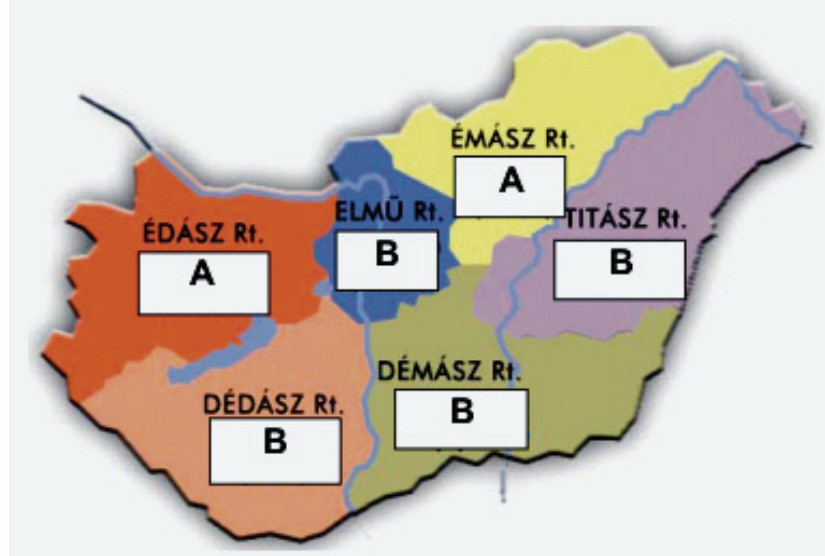 ÉMÁSZ Rt.
A
ELMŰ Rt.
B
TITÁSZ Rt.
B
ÉDÁSZ Rt.
A
DÉMÁSZ Rt.
B
DÉDÁSZ Rt.
B